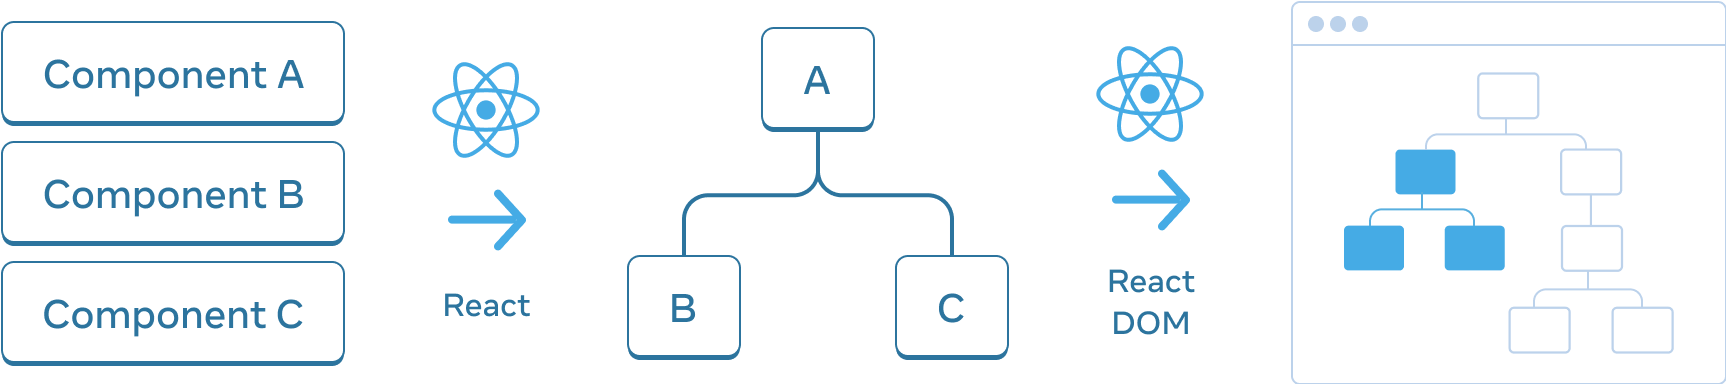 Component A
Component B
Component C
React
A
B
C
React
DOM